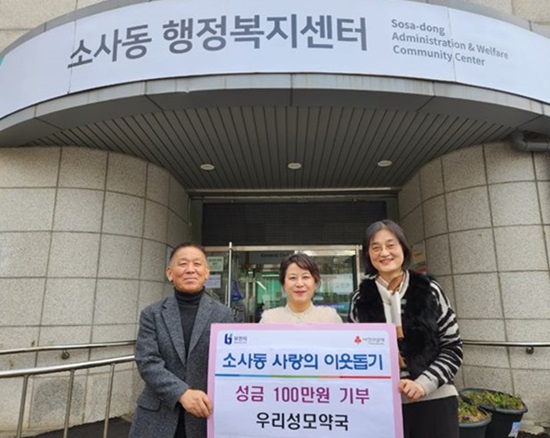 소사동 행정복지센터
Sosa-dong
Administration & Welfare
Community Center
소사동 사랑의 이웃돕기
성금 100만원 기부
우리성모약국